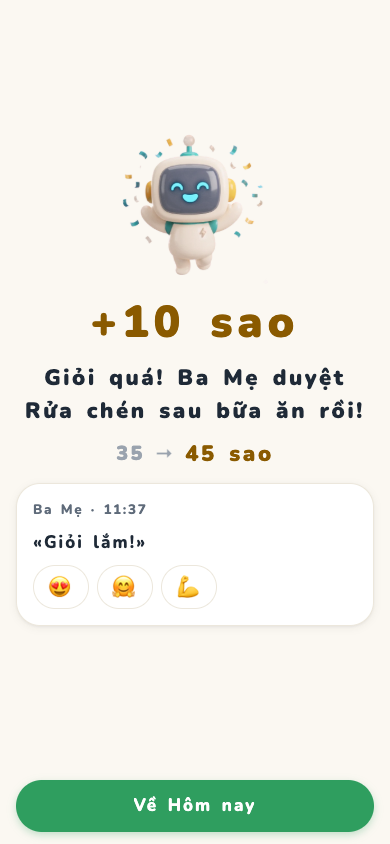 +10 sao
Giỏi quá! Ba Mẹ duyệt
Rửa chén sau bữa ăn rồi!
35 → 45 sao
Ba Mẹ · 11:37
«Giỏi lắm!»
😍 🤗 💪
Về Hôm nay